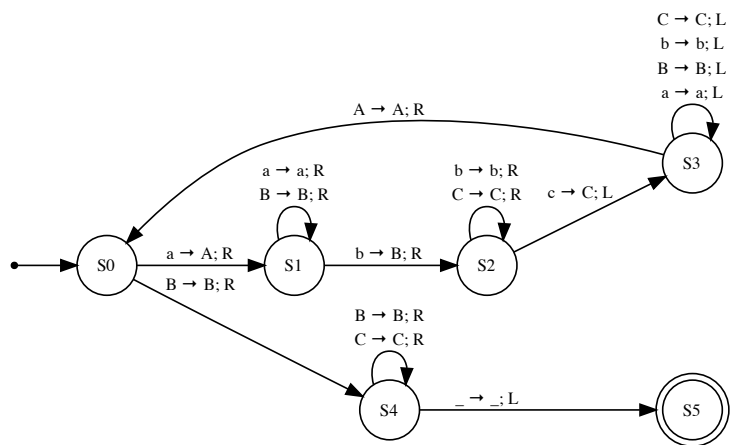 C → C; L
b → b; L
B → B; L
a → a; L
A → A; R
S3
a → a; R
B → B; R
b → b; R
C → C; R
c → C; L
S0
a → A; R
S1
b → B; R
S2
B → B; R
B → B; R
C → C; R
S4
_ → _; L
S5